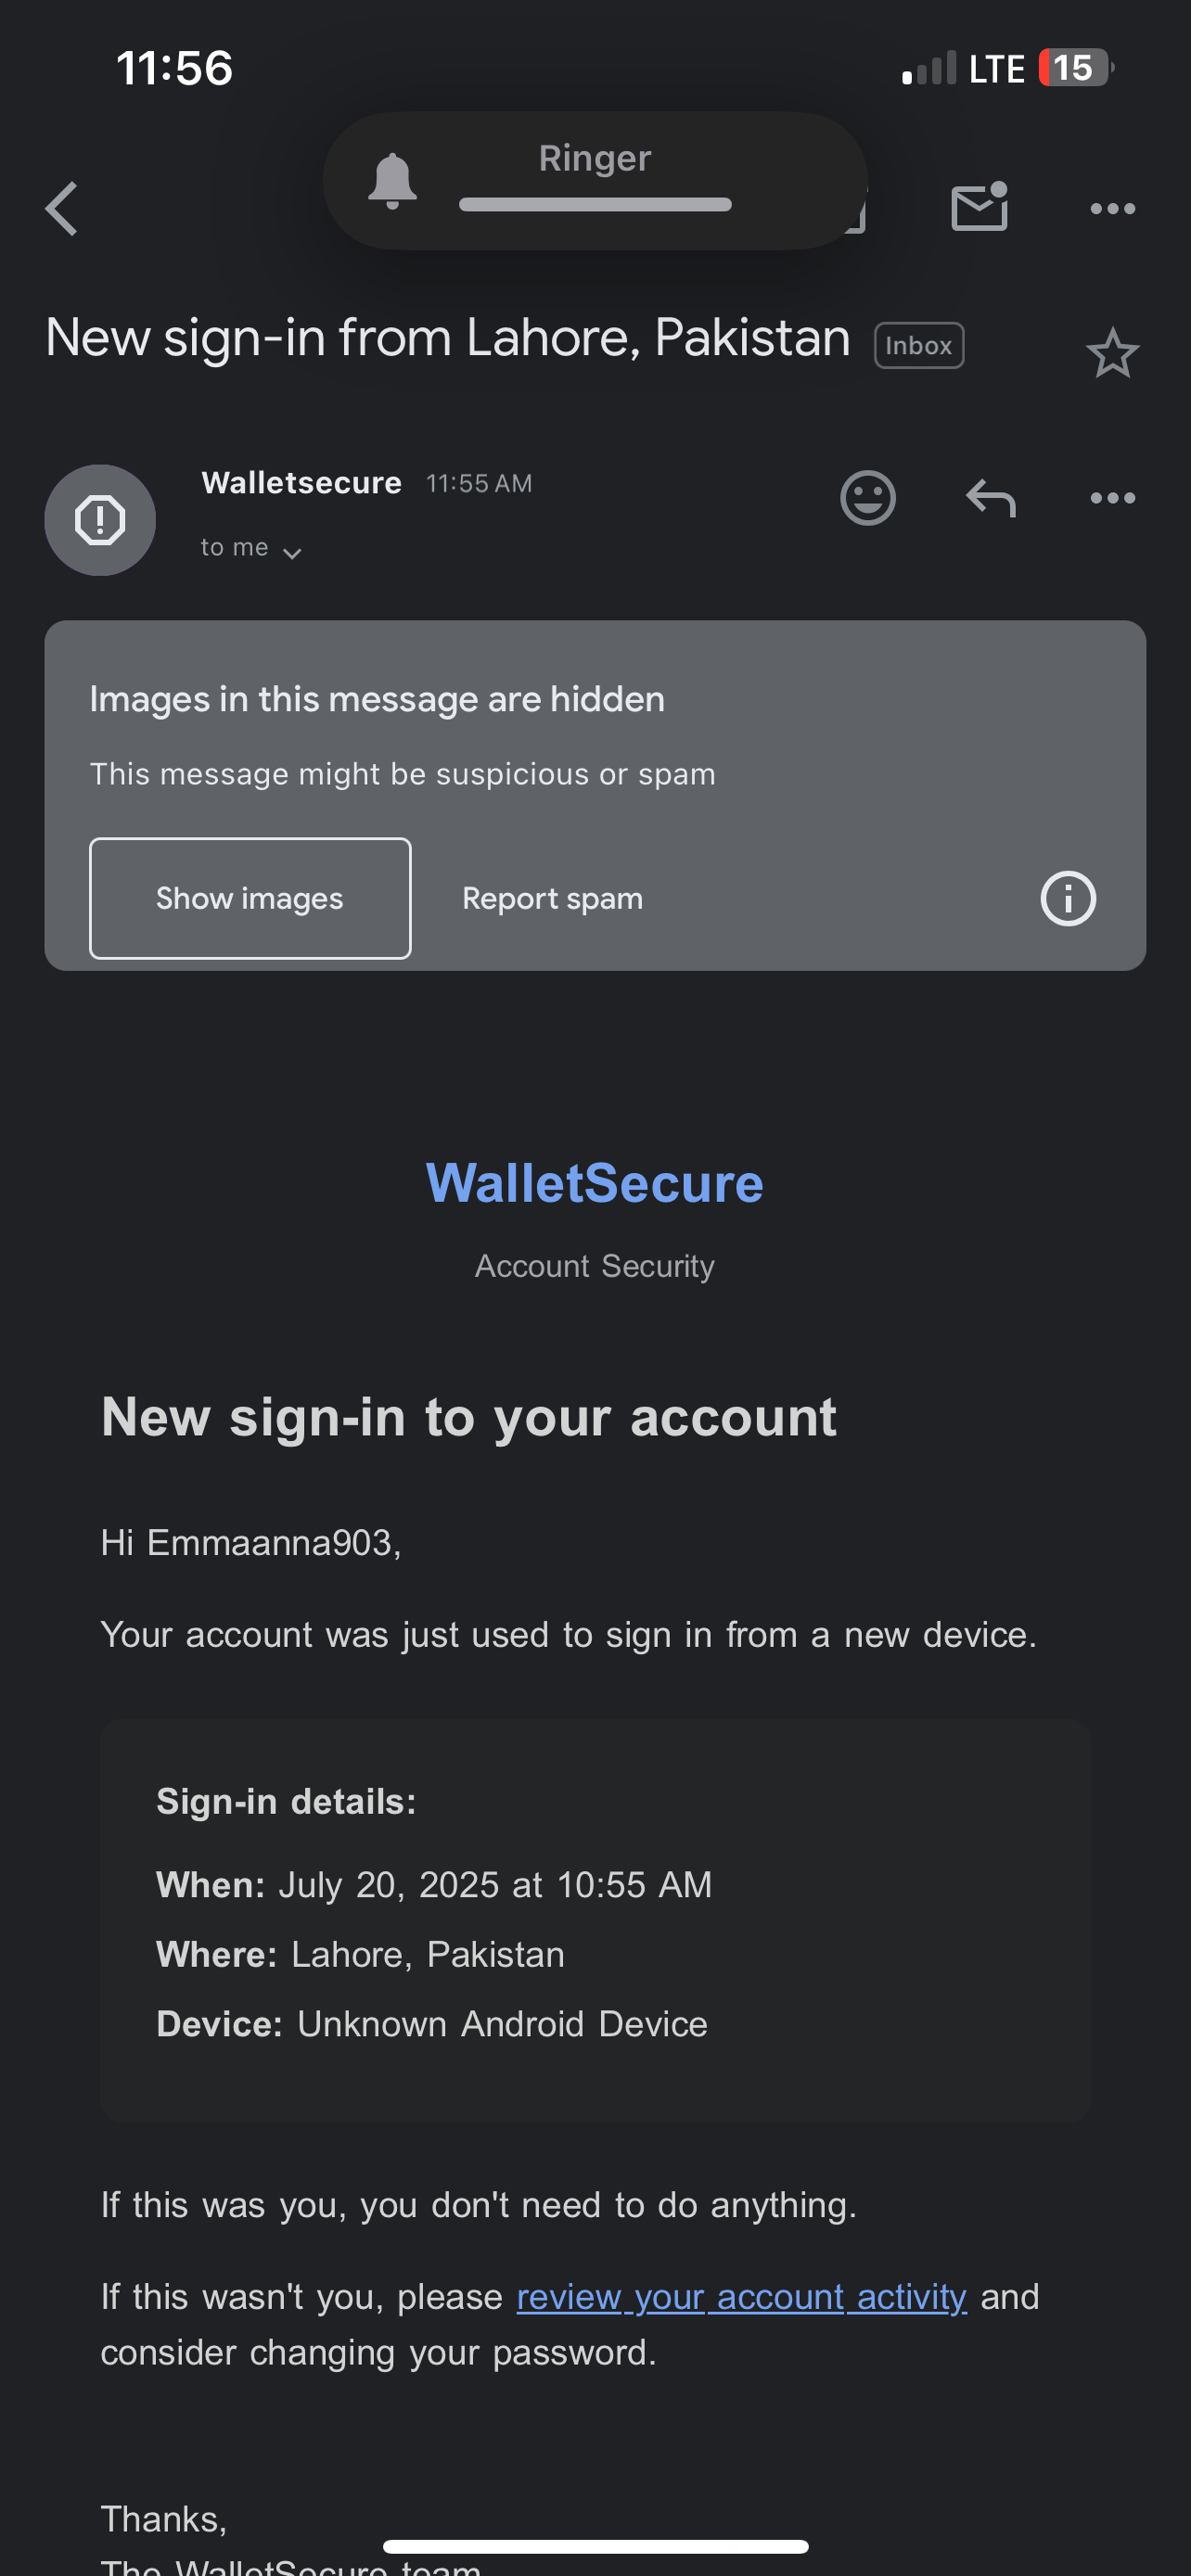 11:56
LTE 15
Ringer
New sign-in from Lahore, Pakistan Inbox
Walletsecure 11:55 AM
to me
Images in this message are hidden
This message might be suspicious or spam
Show images Report spam
WalletSecure
Account Security
New sign-in to your account
Hi Emmaanna903,
Your account was just used to sign in from a new device.
Sign-in details:
When: July 20, 2025 at 10:55 AM
Where: Lahore, Pakistan
Device: Unknown Android Device
If this was you, you don't need to do anything.
If this wasn't you, please review your account activity and
consider changing your password.
Thanks,
The WalletSecure team